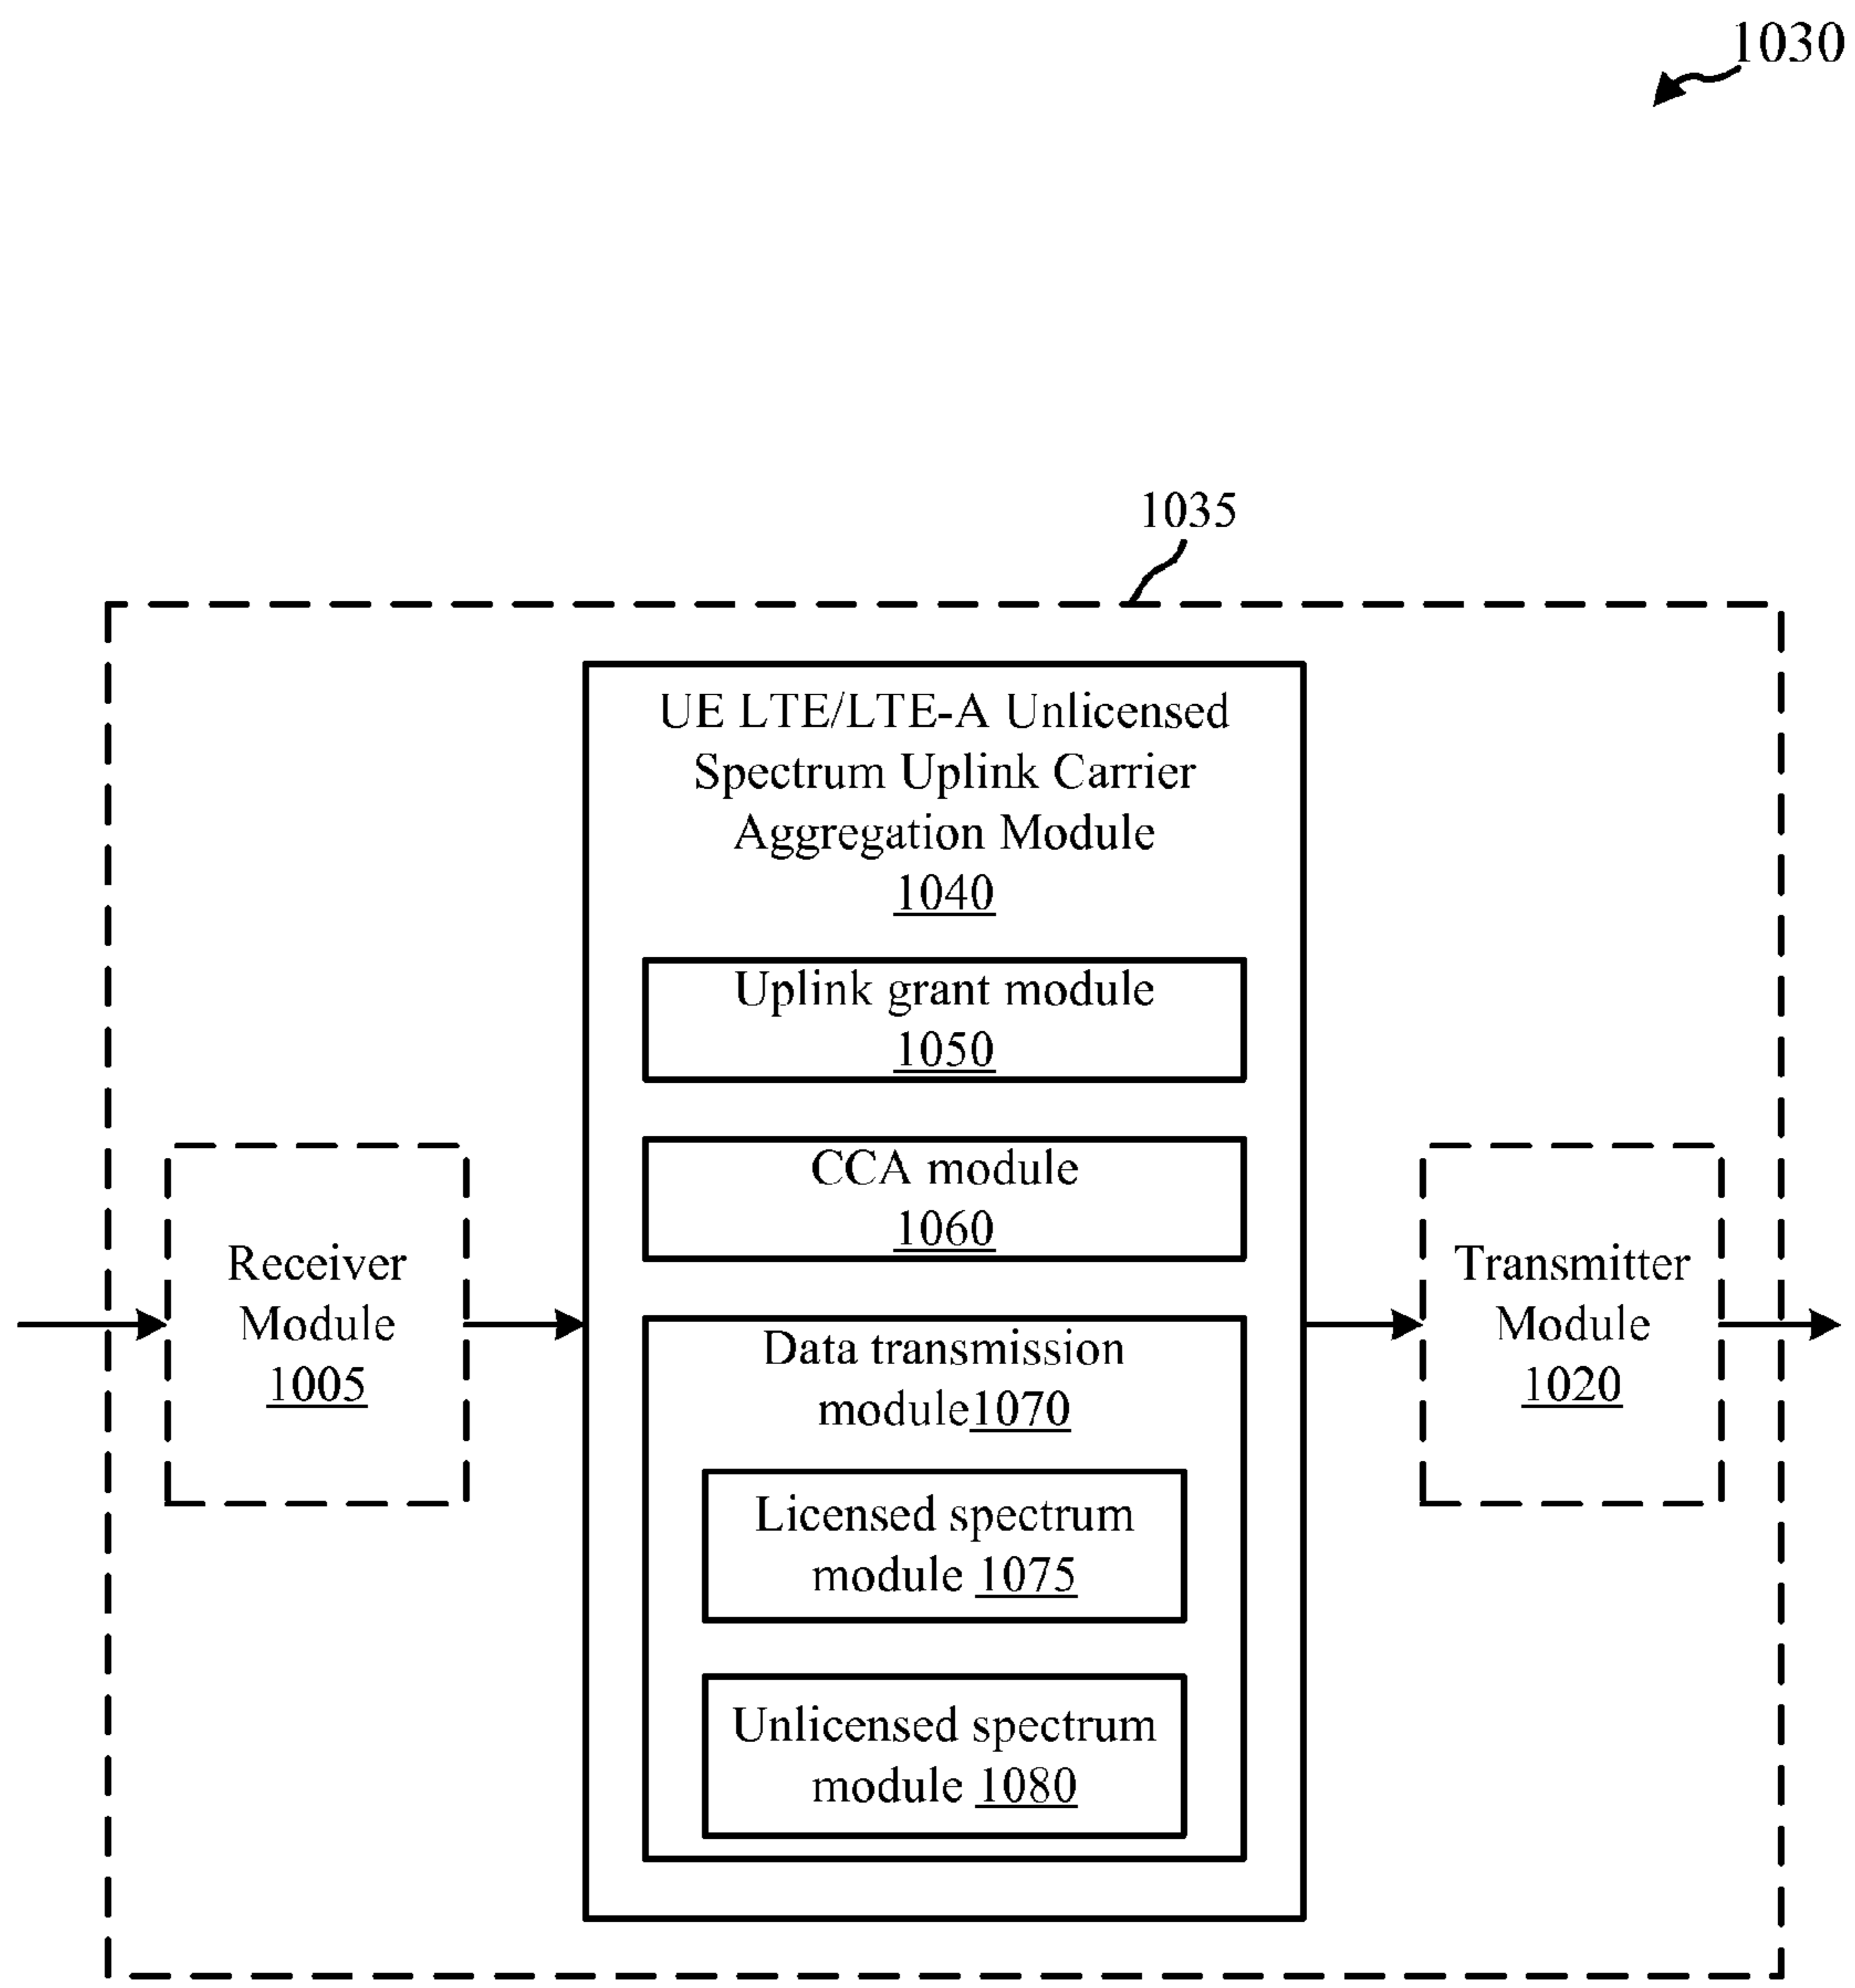 1030
1035
UE LTE/LTE-A Unlicensed
Spectrum Uplink Carrier
Aggregation Module
1040
Uplink grant module
1050
CCA module
1060
Receiver
Module
1005
Data transmission
module1070
Licensed spectrum
module 1075
Unlicensed spectrum
module 1080
Transmitter
Module
1020